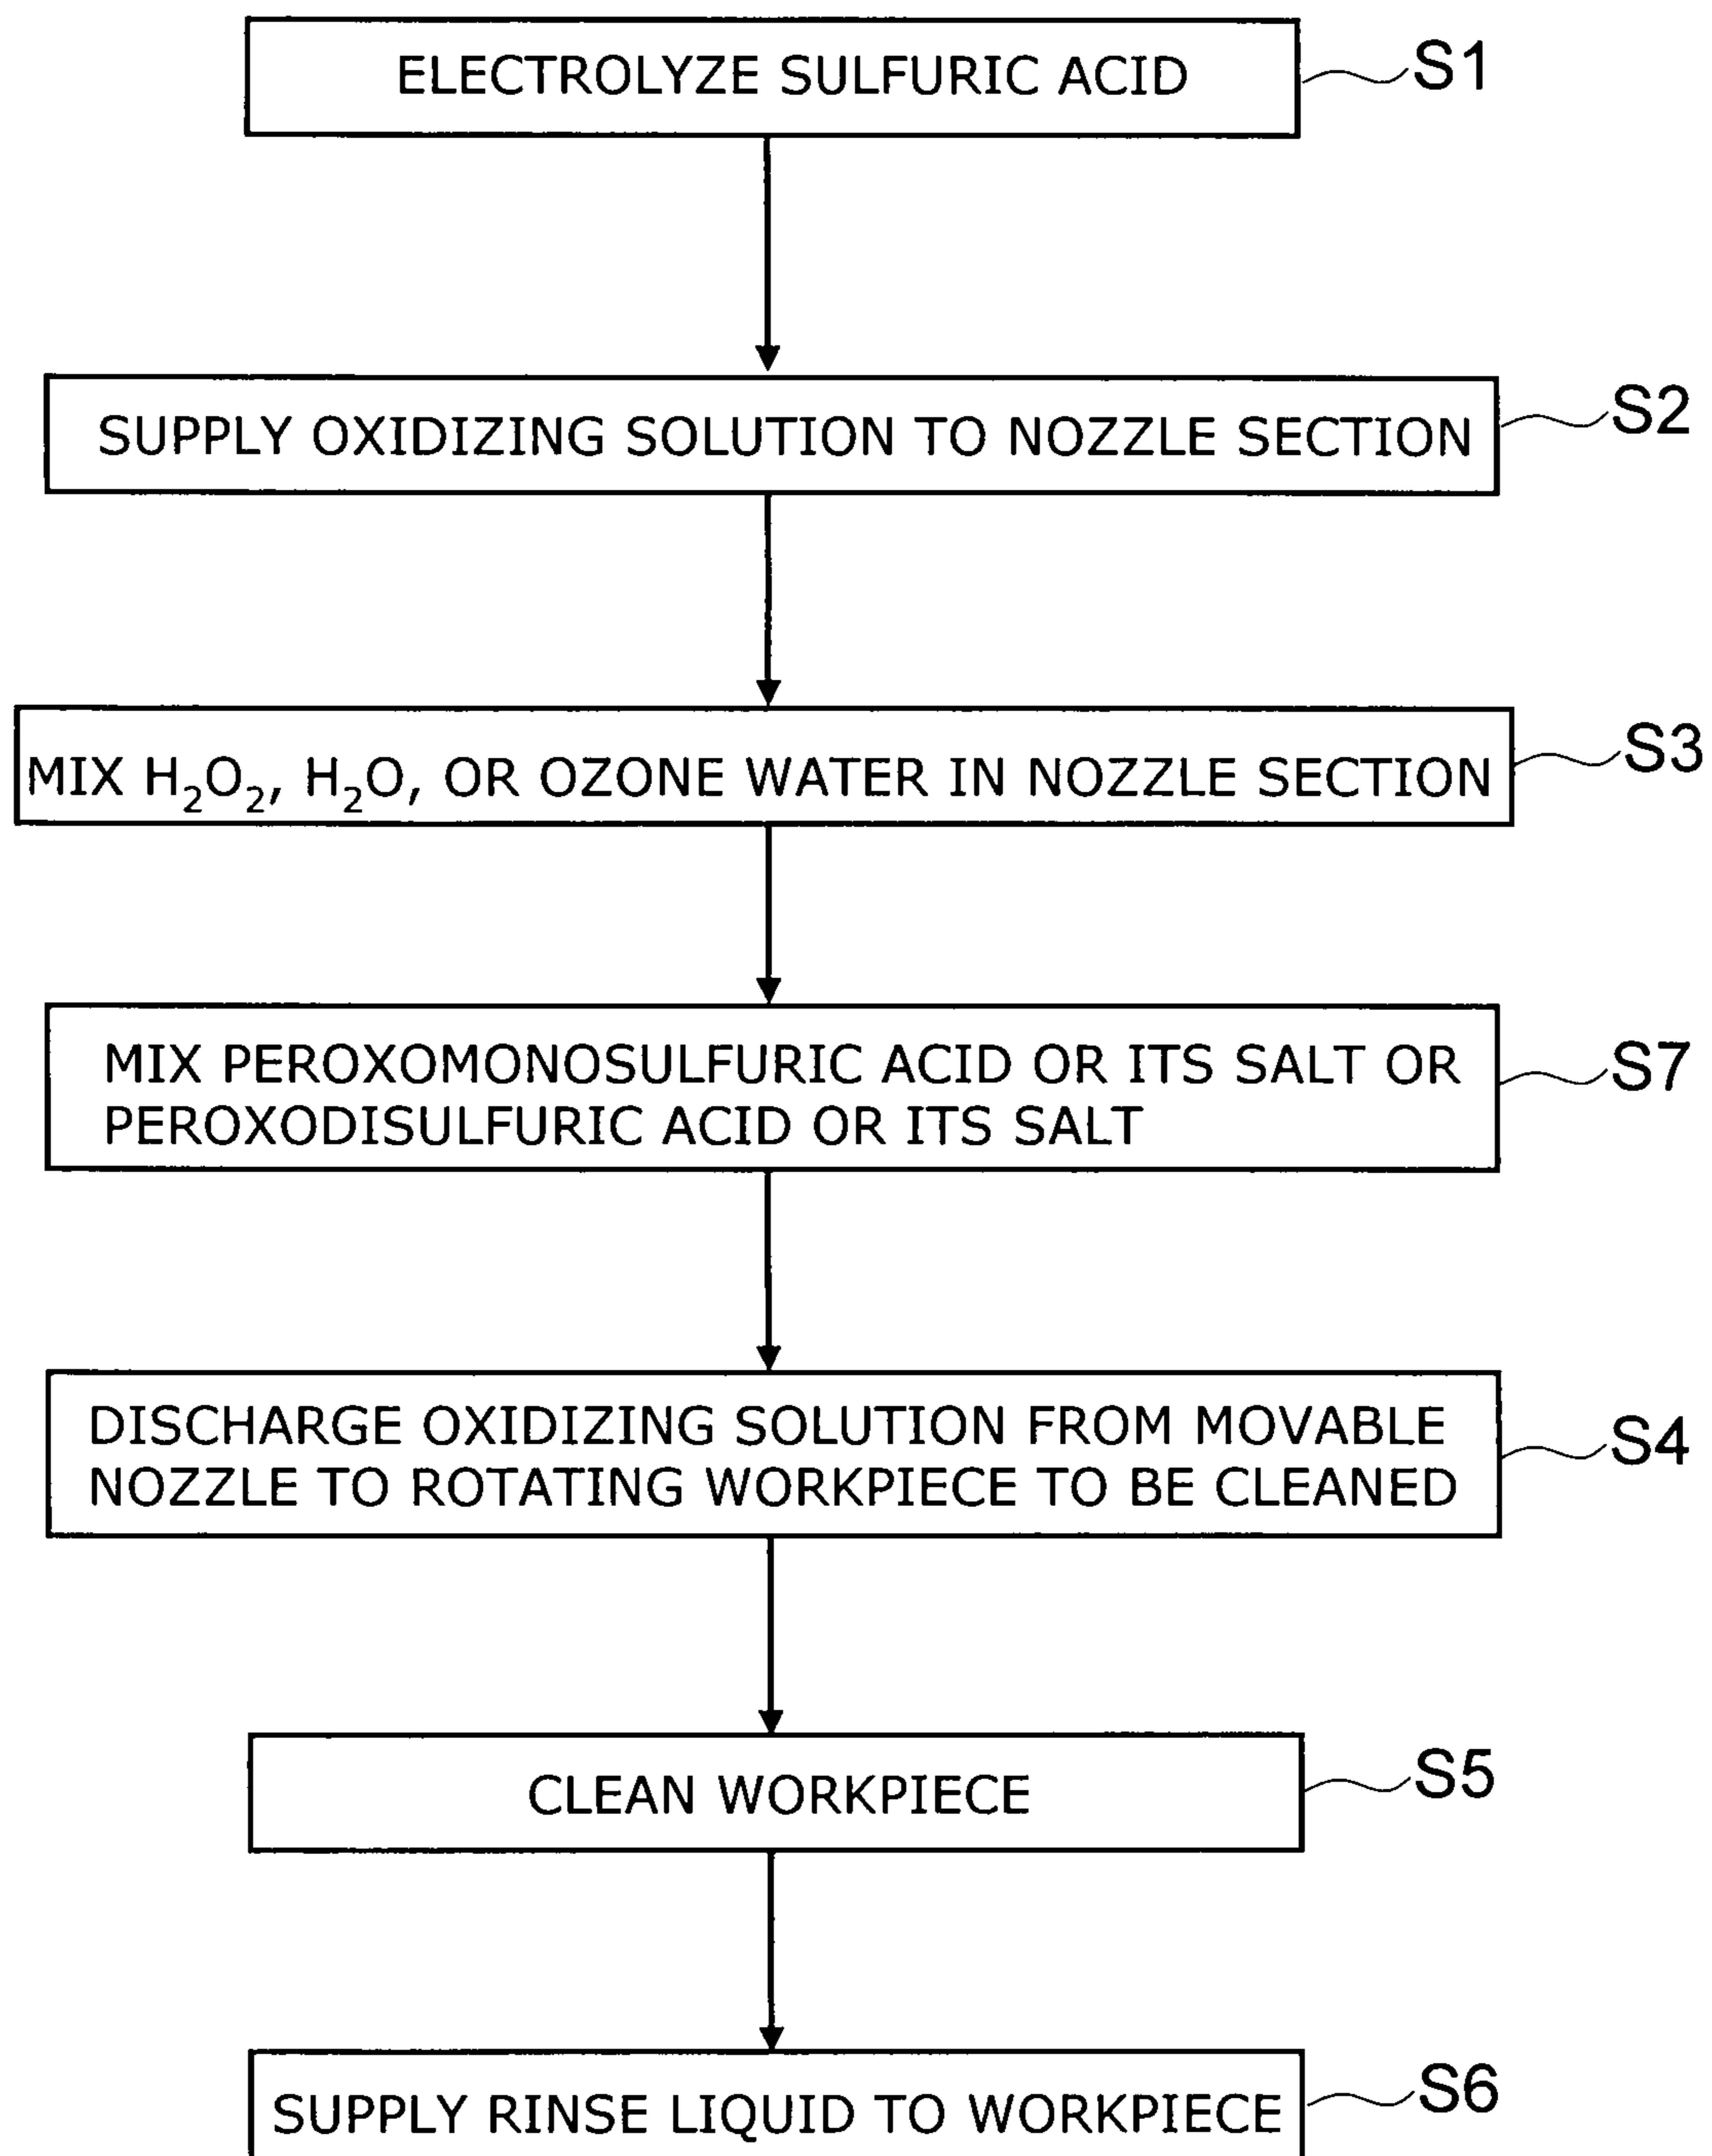 ELECTROLYZE SULFURIC ACID S1
SUPPLY OXIDIZING SOLUTION TO NOZZLE SECTION S2
MIX H₂O₂, H₂O, OR OZONE WATER IN NOZZLE SECTION S3
MIX PEROXOMONOSULFURIC ACID OR ITS SALT OR S7
PEROXODISULFURIC ACID OR ITS SALT
DISCHARGE OXIDIZING SOLUTION FROM MOVABLE S4
NOZZLE TO ROTATING WORKPIECE TO BE CLEANED
CLEAN WORKPIECE S5
SUPPLY RINSE LIQUID TO WORKPIECE S6